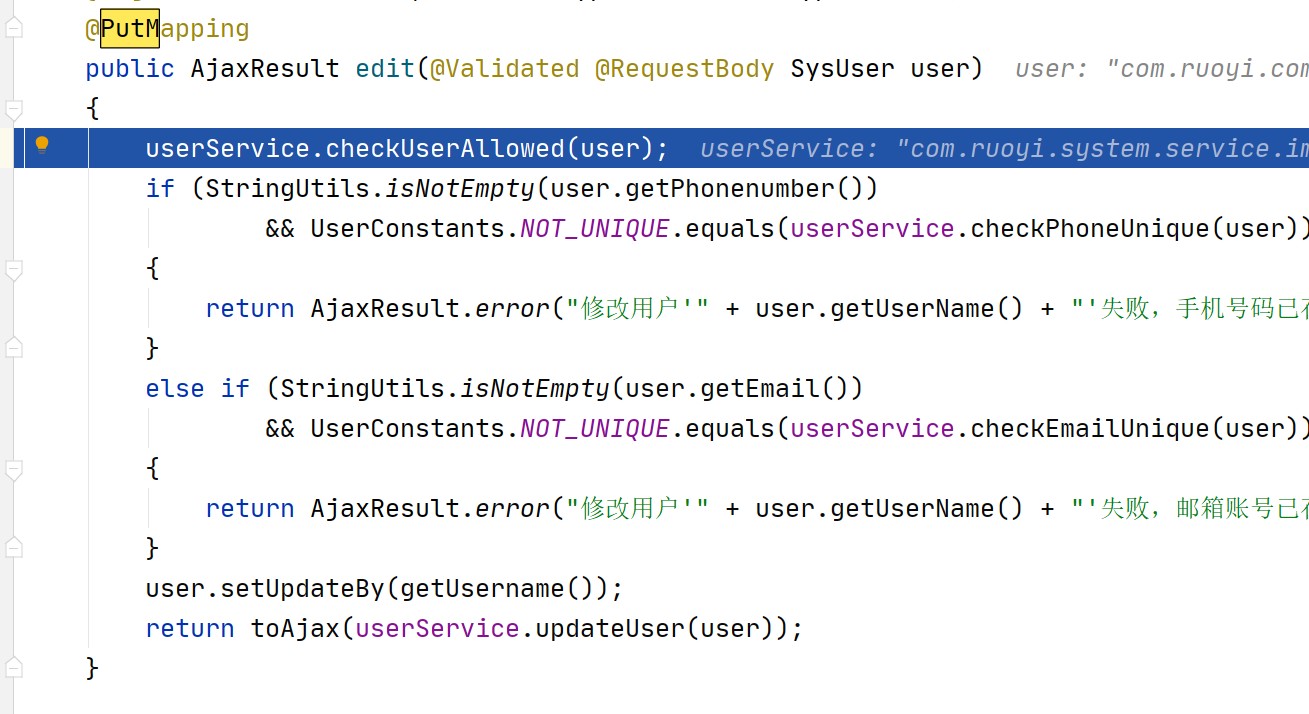 @PutMapping
public AjaxResult edit(@Validated @RequestBody SysUser user)  user: "com.ruoyi.com
{
userService.checkUserAllowed(user);  userService: "com.ruoyi.system.service.im
if (StringUtils.isNotEmpty(user.getPhonenumber())
&& UserConstants.NOT_UNIQUE.equals(userService.checkPhoneUnique(user))
{
return AjaxResult.error("修改用户'" + user.getUserName() + "'失败，手机号码已存
}
else if (StringUtils.isNotEmpty(user.getEmail())
&& UserConstants.NOT_UNIQUE.equals(userService.checkEmailUnique(user))
{
return AjaxResult.error("修改用户'" + user.getUserName() + "'失败，邮箱账号已存
}
user.setUpdateBy(getUsername());
return toAjax(userService.updateUser(user));
}